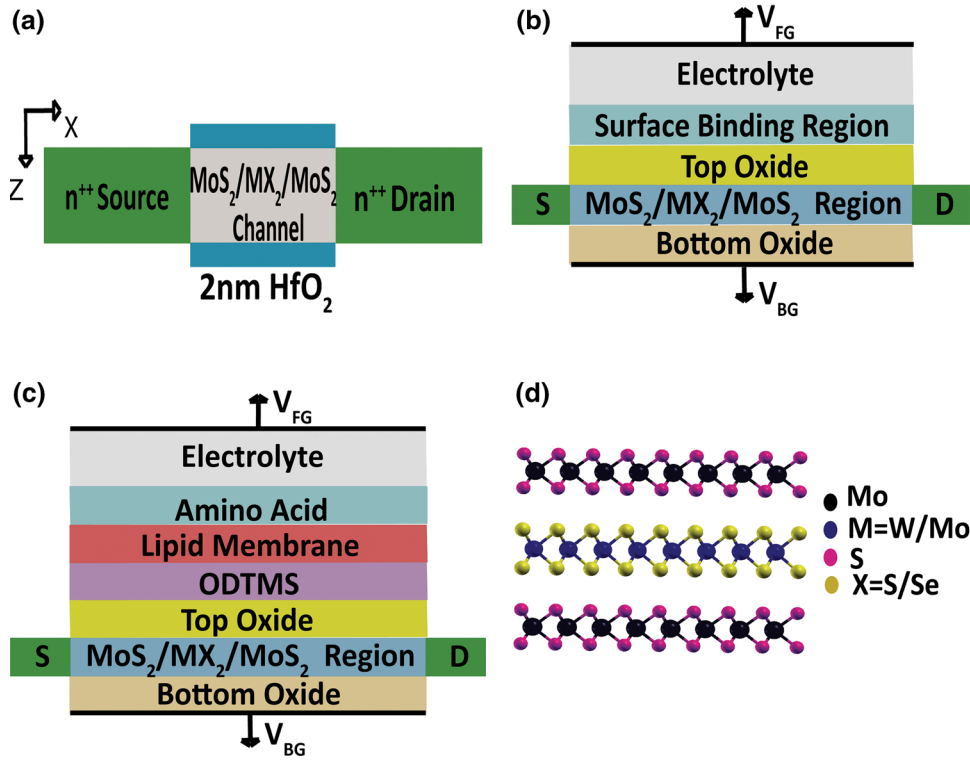 (a)
X
Z
n⁺⁺ Source
MoS₂/MX₂/MoS₂
Channel
n⁺⁺ Drain
2nm HfO₂
(b)
V_FG
Electrolyte
Surface Binding Region
Top Oxide
S
MoS₂/MX₂/MoS₂ Region
D
Bottom Oxide
V_BG
(c)
V_FG
Electrolyte
Amino Acid
Lipid Membrane
ODTMS
Top Oxide
S
MoS₂/MX₂/MoS₂ Region
D
Bottom Oxide
V_BG
(d)
Mo
M=W/Mo
S
X=S/Se